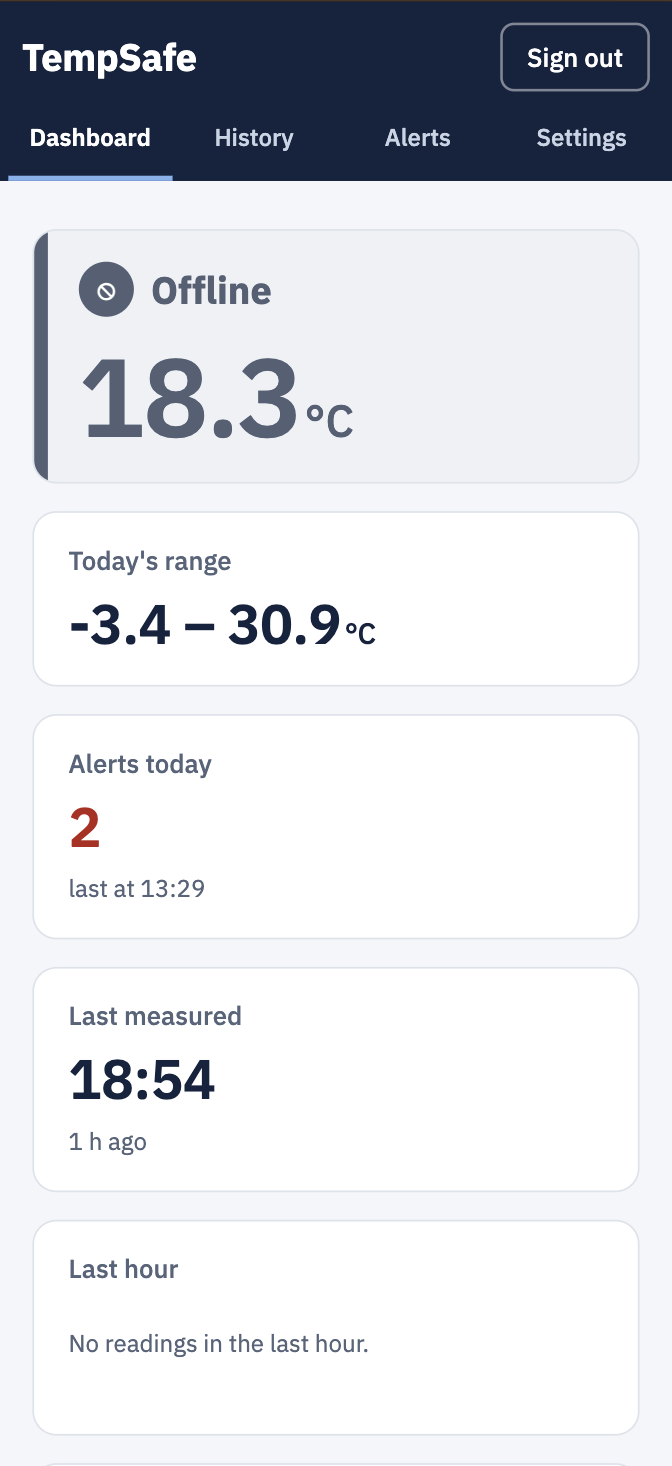 TempSafe
Sign out
Dashboard History Alerts Settings
Offline
18.3 °C
Today's range
-3.4 – 30.9 °C
Alerts today
2
last at 13:29
Last measured
18:54
1 h ago
Last hour
No readings in the last hour.